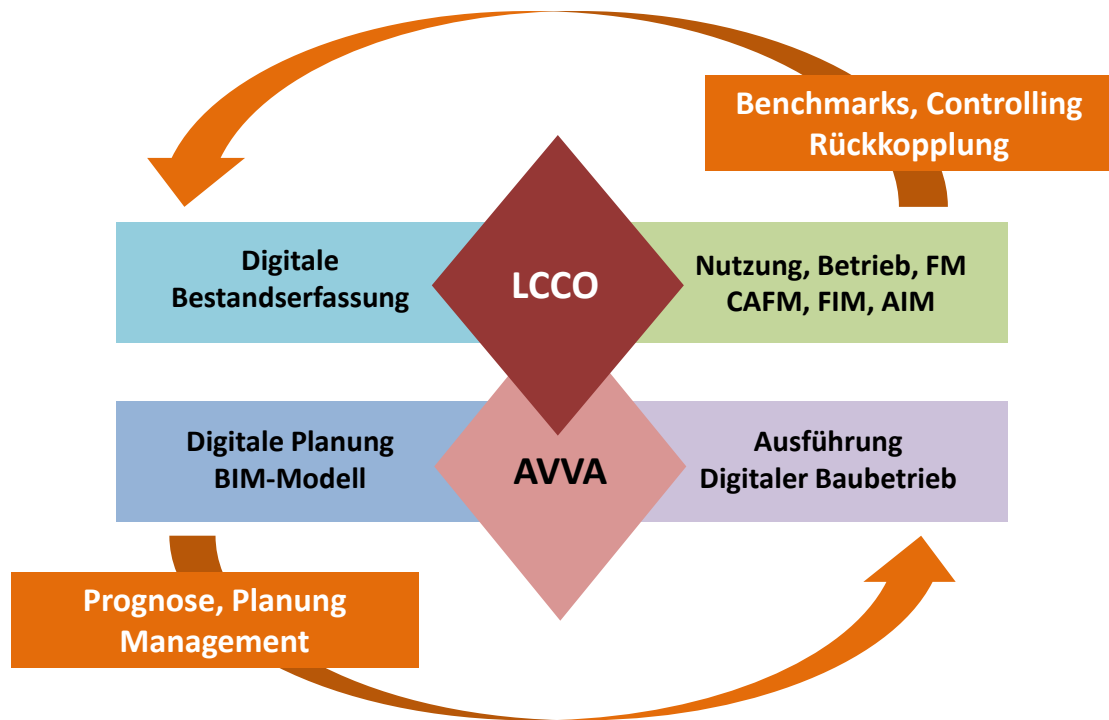 Benchmarks, Controlling
Rückkopplung
Digitale
Bestandserfassung
LCCO
Nutzung, Betrieb, FM
CAFM, FIM, AIM
Digitale Planung
BIM-Modell
AVVA
Ausführung
Digitaler Baubetrieb
Prognose, Planung
Management